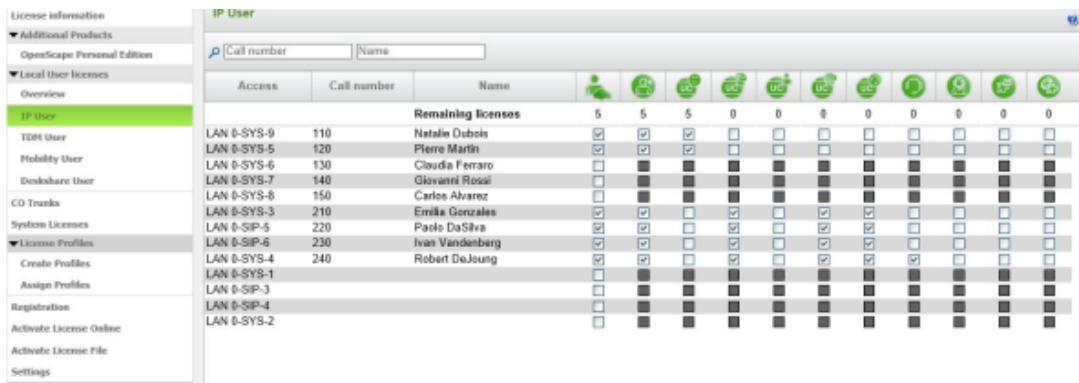 License information
Additional Products
OpenScape Personal Edition
Local User licenses
Overview
IP User
TDM User
Mobility User
Deskshare User
CO Trunks
System Licenses
License Profiles
Create Profiles
Assign Profiles
Registration
Activate License Online
Activate License File
Settings
IP User
Call number Name
Access Call number Name UC UC UC UC UC
Remaining licenses 5 5 5 0 0 0 0 0 0 0 0
LAN 0-SYS-9 110 Natalie Dubois
LAN 0-SYS-5 120 Pierre Martin
LAN 0-SYS-6 130 Claudia Ferraro
LAN 0-SYS-7 140 Giovanni Rossi
LAN 0-SYS-8 150 Carlos Alvarez
LAN 0-SYS-3 210 Emilia Gonzales
LAN 0-SIP-5 220 Paolo DaSilva
LAN 0-SIP-6 230 Ivan Vandenberg
LAN 0-SYS-4 240 Robert DeJoung
LAN 0-SYS-1
LAN 0-SIP-3
LAN 0-SIP-4
LAN 0-SYS-2